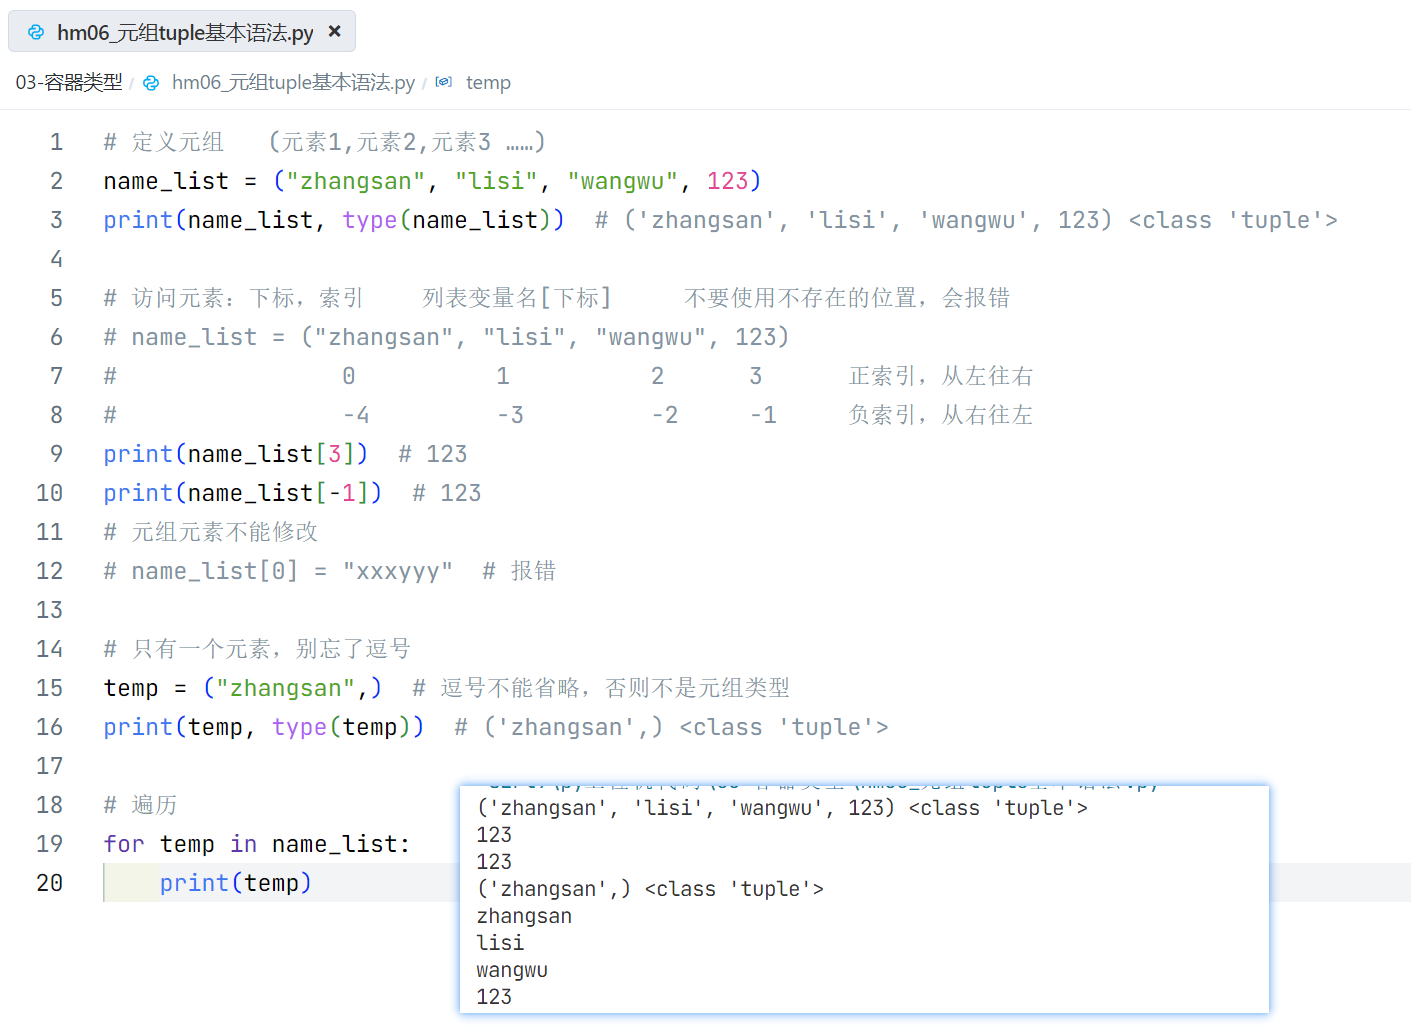 hm06_元组tuple基本语法.py ×
03-容器类型 / hm06_元组tuple基本语法.py / temp
1 # 定义元组   (元素1,元素2,元素3 ……)
2 name_list = ("zhangsan", "lisi", "wangwu", 123)
3 print(name_list, type(name_list))  # ('zhangsan', 'lisi', 'wangwu', 123) <class 'tuple'>
4
5 # 访问元素：下标，索引    列表变量名[下标]     不要使用不存在的位置，会报错
6 # name_list = ("zhangsan", "lisi", "wangwu", 123)
7 #                0          1          2      3      正索引，从左往右
8 #                -4         -3         -2     -1     负索引，从右往左
9 print(name_list[3])  # 123
10 print(name_list[-1])  # 123
11 # 元组元素不能修改
12 # name_list[0] = "xxxyyy"  # 报错
13
14 # 只有一个元素，别忘了逗号
15 temp = ("zhangsan",)  # 逗号不能省略，否则不是元组类型
16 print(temp, type(temp))  # ('zhangsan',) <class 'tuple'>
17
18 # 遍历
19 for temp in name_list:
20     print(temp)
('zhangsan', 'lisi', 'wangwu', 123) <class 'tuple'>
123
123
('zhangsan',) <class 'tuple'>
zhangsan
lisi
wangwu
123